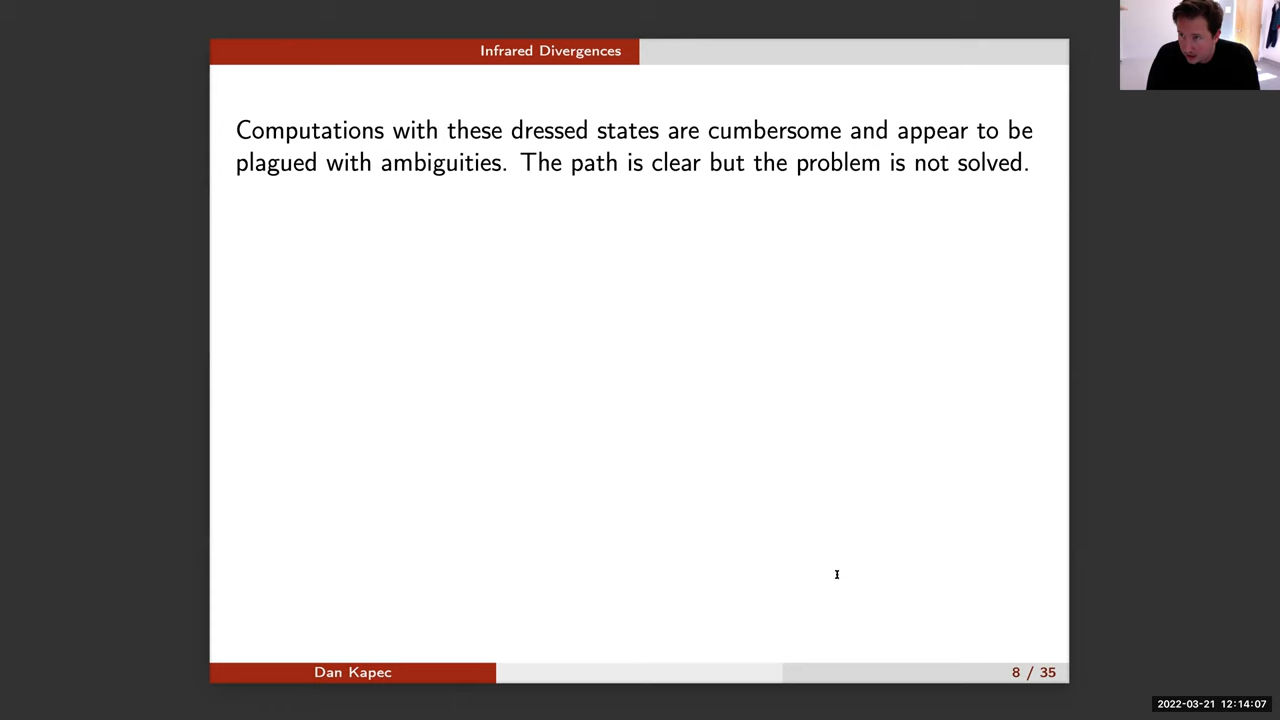 Infrared Divergences
Computations with these dressed states are cumbersome and appear to be
plagued with ambiguities. The path is clear but the problem is not solved.
Dan Kapec
8 / 35
2022-03-21 12:14:07